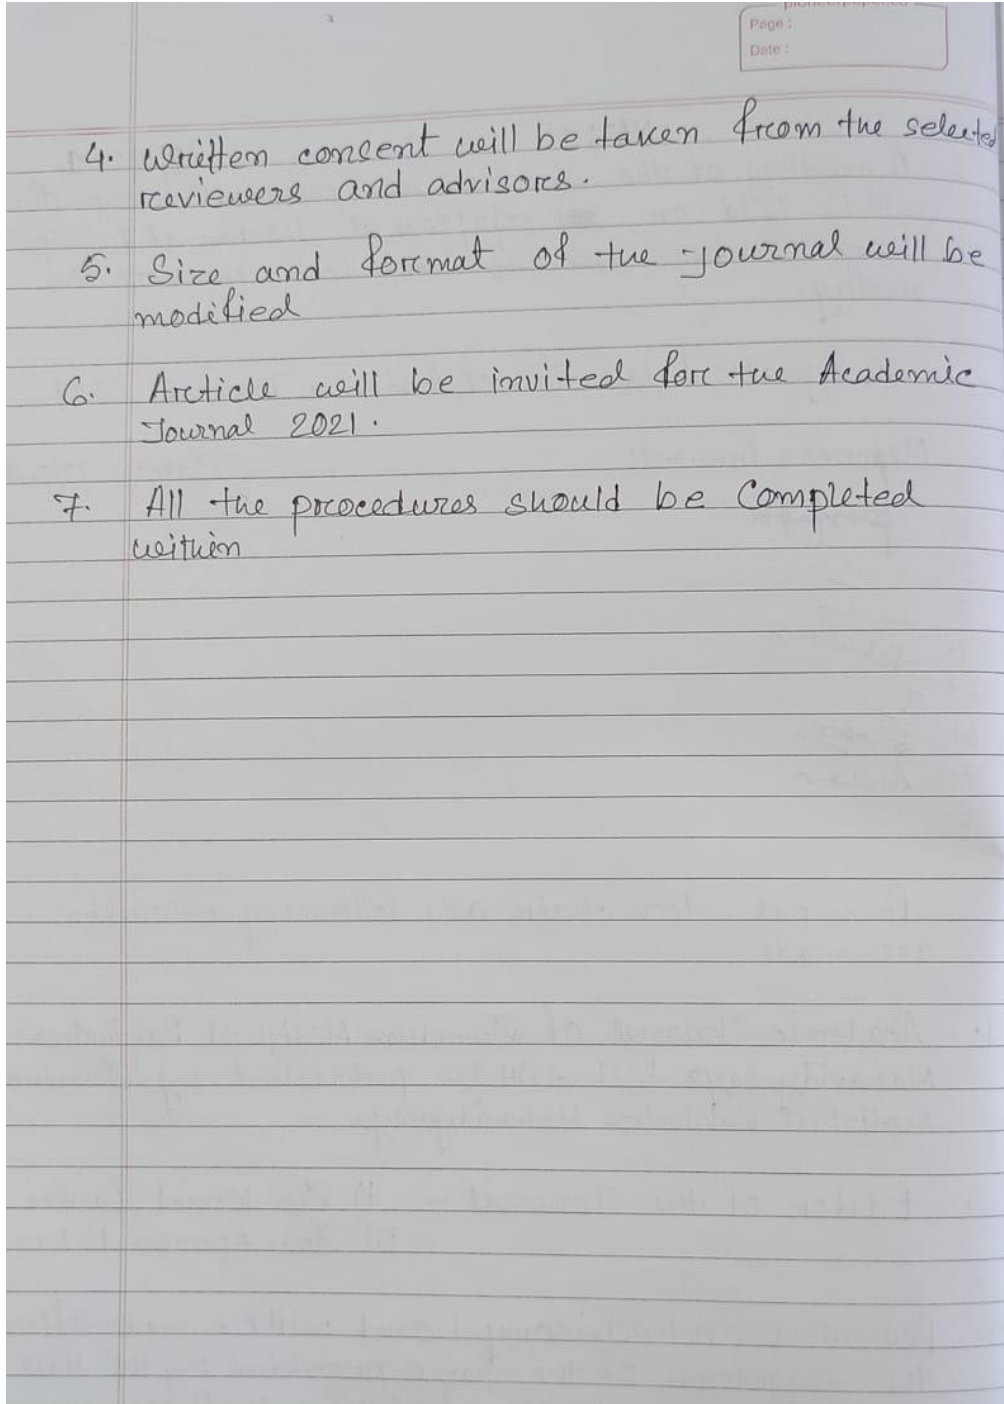 Page :
Date :
4. Written consent will be taken from the selected
reviewers and advisors.
5. Size and format of the journal will be
modified
6. Article will be invited for the Academic
Journal 2021.
7. All the procedures should be completed
within